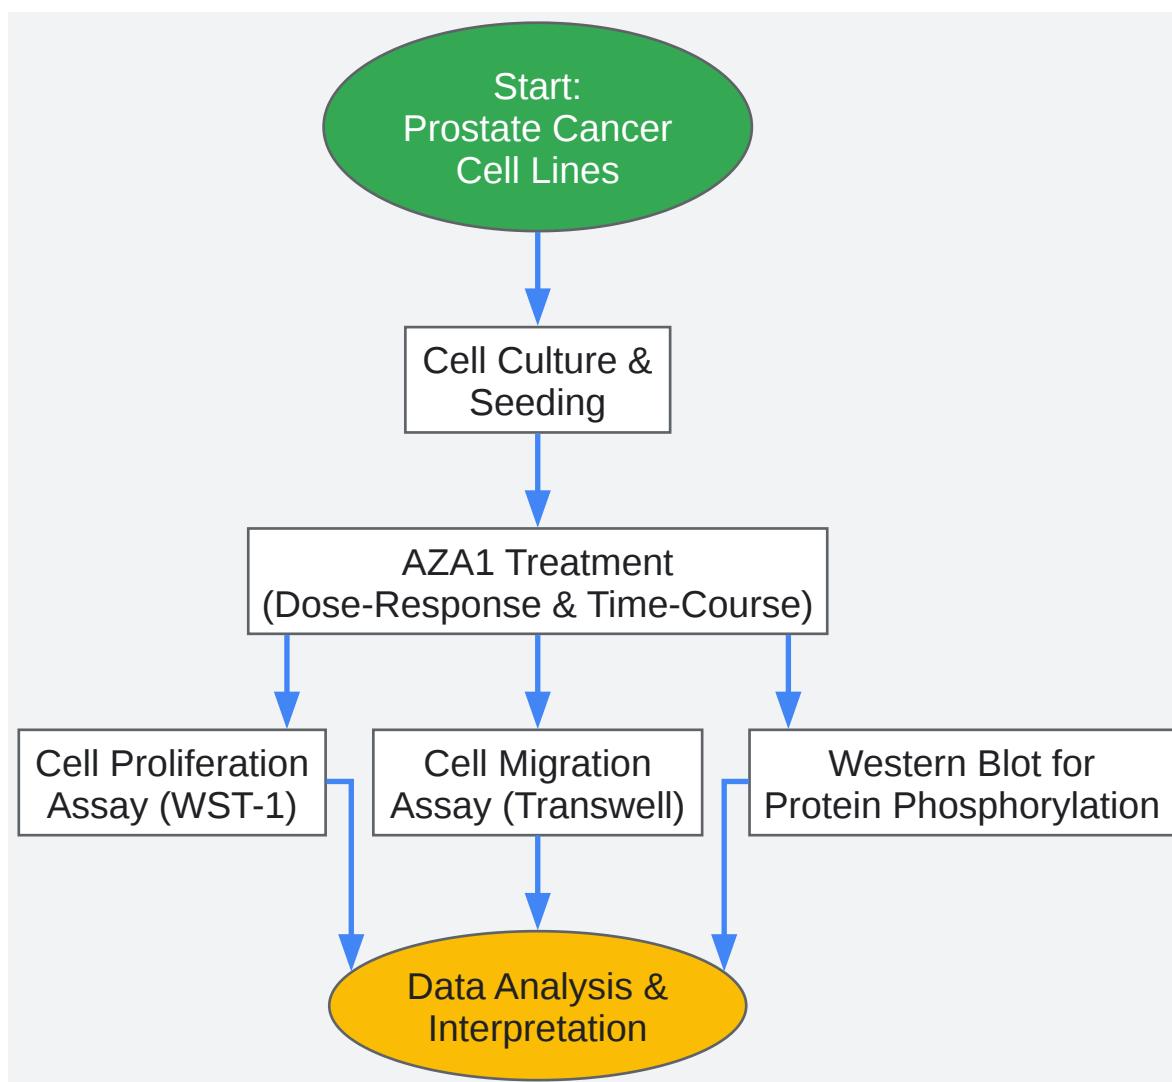 Start:
Prostate Cancer
Cell Lines
Cell Culture &
Seeding
AZA1 Treatment
(Dose-Response & Time-Course)
Cell Proliferation
Assay (WST-1)
Cell Migration
Assay (Transwell)
Western Blot for
Protein Phosphorylation
Data Analysis &
Interpretation